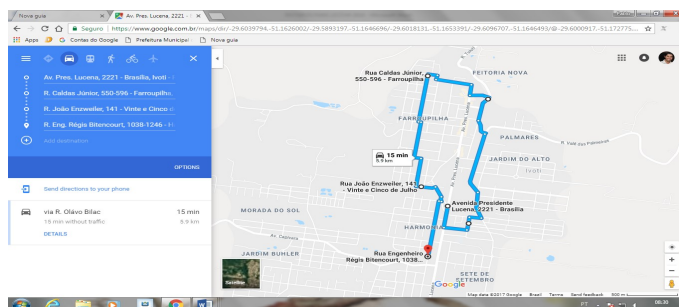 Nova guia
Av. Pres. Lucena, 2221 -
Seguro
https://www.google.com.br/maps/dir/-29.6039794,-51.1626002/-29.5893197,-51.1646696/-29.6018131,-51.1653391/-29.6096707,-51.1646493/@-29.6000917,-51.172775...
Apps
G Contas do Google
Prefeitura Municipal
Nova guia
Av. Pres. Lucena, 2221 - Brasília, Ivoti -
R. Caldas Júnior, 550-596 - Farroupilha,
R. João Enzweiler, 141 - Vinte e Cinco d
R. Eng. Régis Bitencourt, 1038-1246 - H
Add destination
OPTIONS
Send directions to your phone
via R. Olávo Bilac
15 min
15 min without traffic
5.9 km
DETAILS
Rua Caldas Júnior,
550-596 - Farroupilha
FEITORIA NOVA
FARROUPILHA
PALMARES
15 min
5.9 km
JARDIM DO ALTO
Ivoti
Rua João Enzweiler, 141
- Vinte e Cinco de Julho
Avenida Presidente
Lucena, 2221 - Brasília
MORADA DO SOL
HARMONIA
JARDIM BUHLER
Rua Engenheiro
Régis Bitencourt, 1038...
SETE DE
SETEMBRO
Satellite
Google
Map data ©2017 Google
Brazil
Terms
Send feedback
500 m
PT
08:30